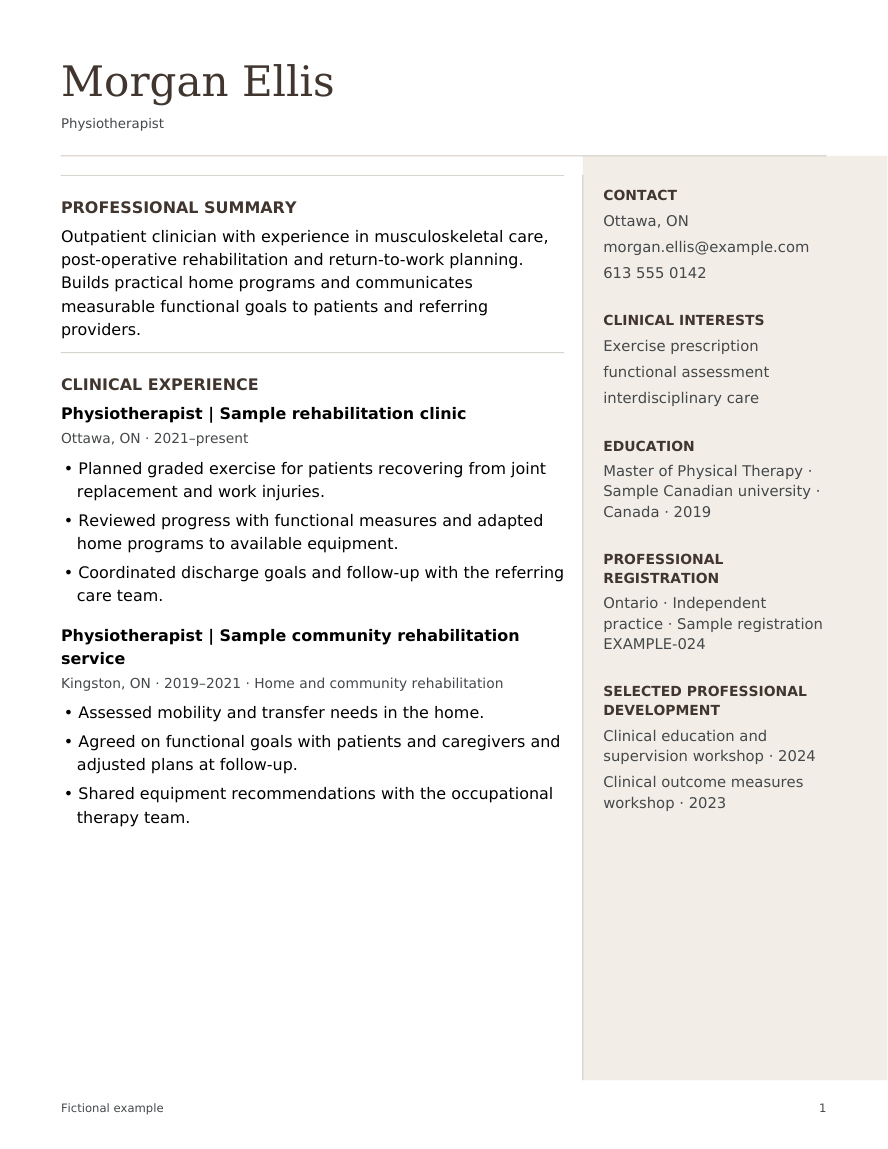 Morgan Ellis
Physiotherapist
PROFESSIONAL SUMMARY
Outpatient clinician with experience in musculoskeletal care,
post-operative rehabilitation and return-to-work planning.
Builds practical home programs and communicates
measurable functional goals to patients and referring
providers.
CLINICAL EXPERIENCE
Physiotherapist | Sample rehabilitation clinic
Ottawa, ON · 2021–present
• Planned graded exercise for patients recovering from joint
replacement and work injuries.
• Reviewed progress with functional measures and adapted
home programs to available equipment.
• Coordinated discharge goals and follow-up with the referring
care team.
Physiotherapist | Sample community rehabilitation
service
Kingston, ON · 2019–2021 · Home and community rehabilitation
• Assessed mobility and transfer needs in the home.
• Agreed on functional goals with patients and caregivers and
adjusted plans at follow-up.
• Shared equipment recommendations with the occupational
therapy team.
CONTACT
Ottawa, ON
morgan.ellis@example.com
613 555 0142
CLINICAL INTERESTS
Exercise prescription
functional assessment
interdisciplinary care
EDUCATION
Master of Physical Therapy ·
Sample Canadian university ·
Canada · 2019
PROFESSIONAL
REGISTRATION
Ontario · Independent
practice · Sample registration
EXAMPLE-024
SELECTED PROFESSIONAL
DEVELOPMENT
Clinical education and
supervision workshop · 2024
Clinical outcome measures
workshop · 2023
Fictional example
1